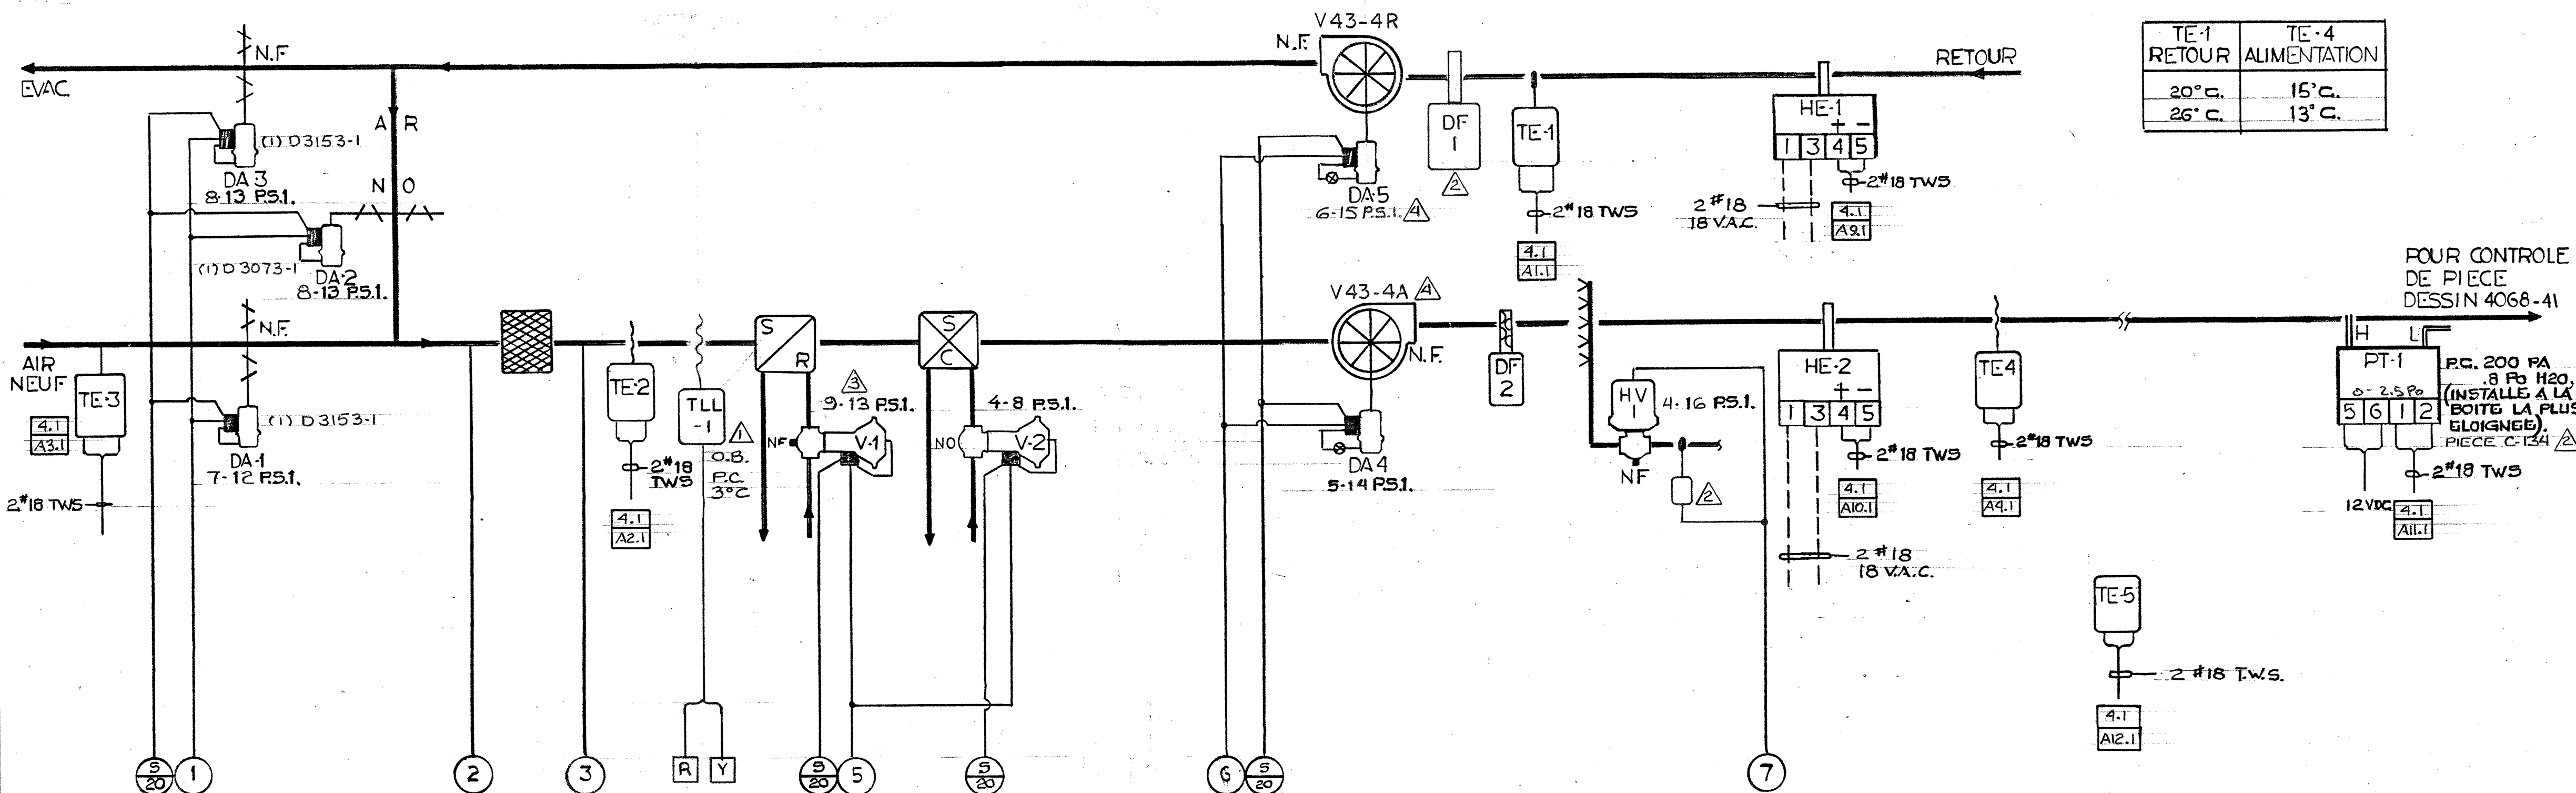 V43-4R
N.F.
N.F
EVAC.
RETOUR
TE-1 TE-4
RETOUR ALIMENTATION
20°C. 15°C.
26°C. 13°C.
A R
N O
(1) D3153-1
DA-3
8-13 P.S.I.
(1) D3073-1
DA-2
8-13 P.S.I.
DA-5
6-15 P.S.I. 4
DF
1
2
TE-1
2#18 TWS
4.1
A1.1
HE-1
+ -
1 3 4 5
2#18 TWS
2 #18
18 V.A.C.
4.1
A9.1
N.F.
AIR
NEUF
TE-3
4.1
A3.1
2#18 TWS
(1) D3153-1
DA-1
7-12 P.S.I.
TE-2
2#18
TWS
4.1
A2.1
TLL
-1
1
O.B.
P.C.
3°C
S
R
3
9-13 P.S.I.
NF
V-1
S
C
4-8 P.S.I.
NO
V-2
V43-4A 4
N.F.
DA4
5-14 P.S.I.
DF
2
HV
1
4-16 P.S.I.
NF
2
HE-2
+ -
1 3 4 5
2#18 TWS
4.1
A10.1
2 #18
18 V.A.C.
TE4
2#18 TWS
4.1
A4.1
POUR CONTROLE
DE PIECE
DESSIN 4068-41
H L
PT-1
0-2.5 PO
5 6 1 2
P.C. 200 PA
.8 PO H2O,
(INSTALLE A LA
BOITE LA PLUS
ELOIGNEE).
PIECE C-134 2
2#18 TWS
12VDC
4.1
A11.1
TE-5
2 #18 T.W.S.
4.1
A12.1
S
20
1
2
3
R Y
S
20
5
S
20
6
S
20
7